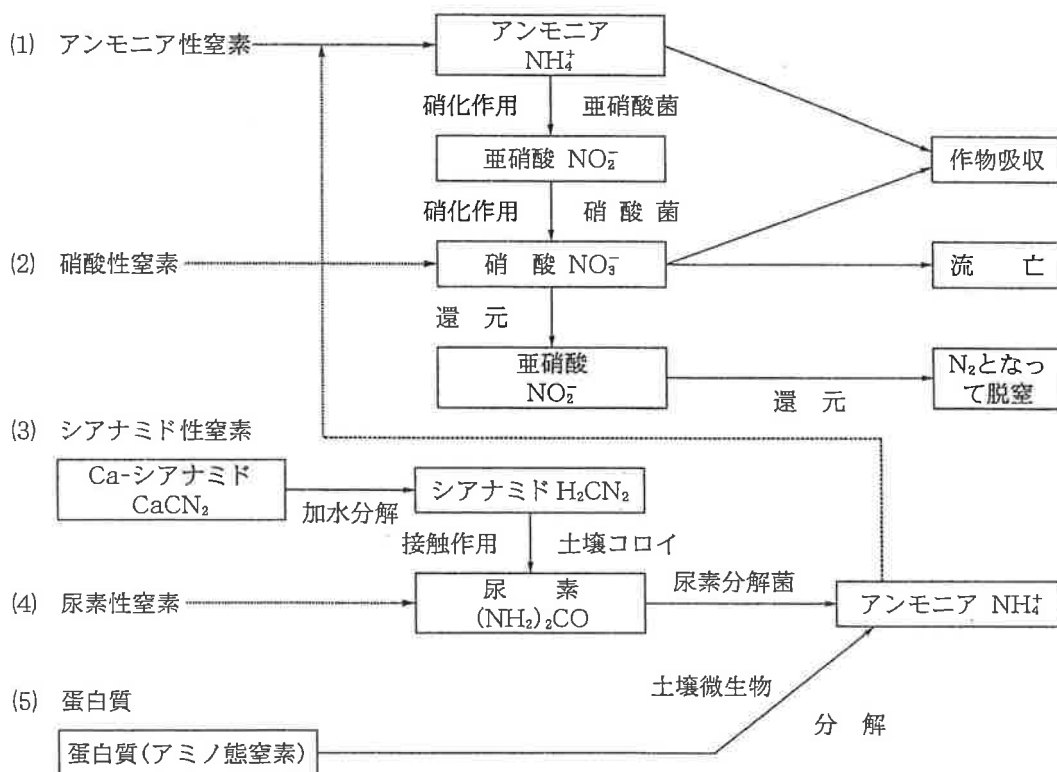 (1) アンモニア性窒素
アンモニア
NH₄⁺
硝化作用 亜硝酸菌
亜硝酸 NO₂⁻
作物吸収
硝化作用 硝酸菌
(2) 硝酸性窒素
硝 酸 NO₃⁻
流 亡
還 元
亜硝酸
NO₂⁻
還 元
N₂となっ
て脱窒
(3) シアナミド性窒素
Ca-シアナミド
CaCN₂
加水分解
シアナミド H₂CN₂
接触作用 土壌コロイ
(4) 尿素性窒素
尿 素
(NH₂)₂CO
尿素分解菌
アンモニア NH₄⁺
(5) 蛋白質
土壌微生物
分 解
蛋白質(アミノ態窒素)